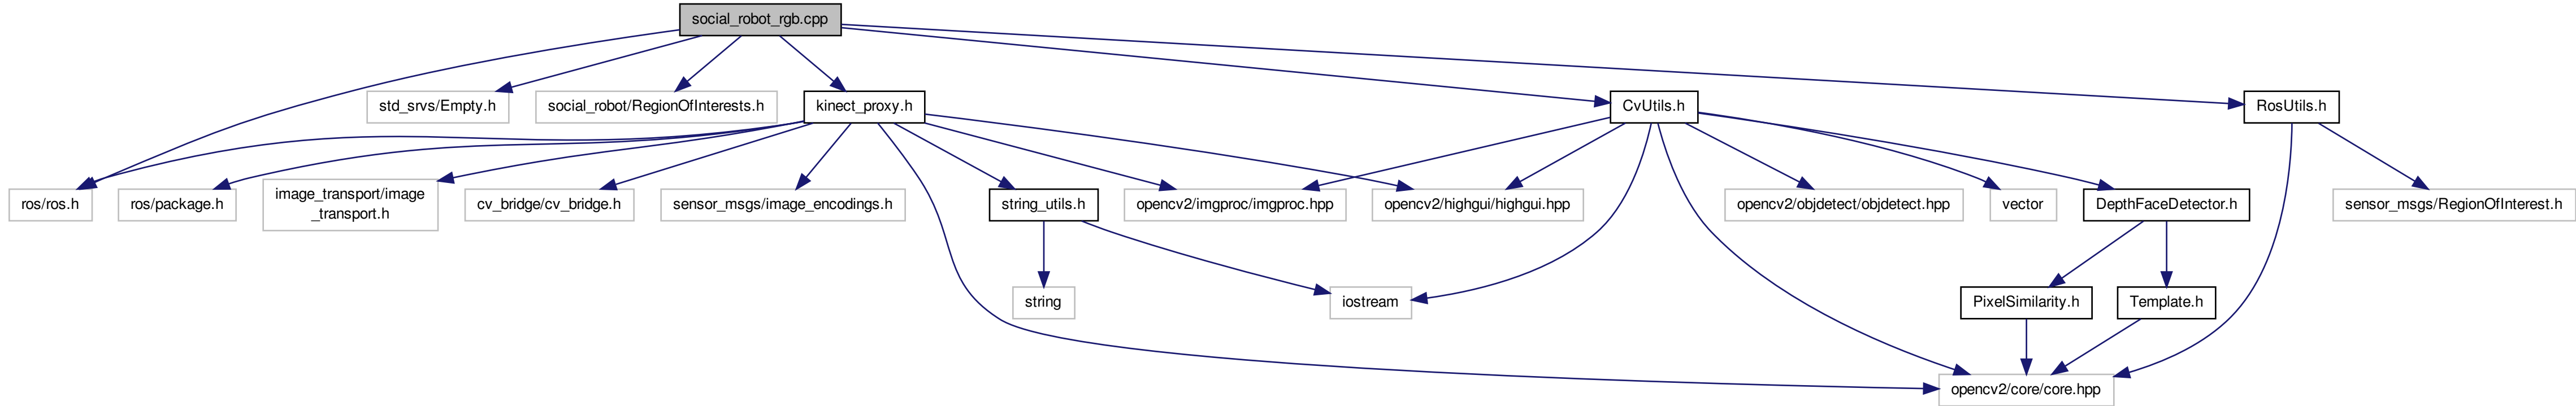 social_robot_rgb.cpp
std_srvs/Empty.h
social_robot/RegionOfInterests.h
kinect_proxy.h
CvUtils.h
RosUtils.h
ros/ros.h
ros/package.h
image_transport/image
_transport.h
cv_bridge/cv_bridge.h
sensor_msgs/image_encodings.h
string_utils.h
opencv2/imgproc/imgproc.hpp
opencv2/highgui/highgui.hpp
opencv2/objdetect/objdetect.hpp
vector
DepthFaceDetector.h
sensor_msgs/RegionOfInterest.h
string
iostream
PixelSimilarity.h
Template.h
opencv2/core/core.hpp